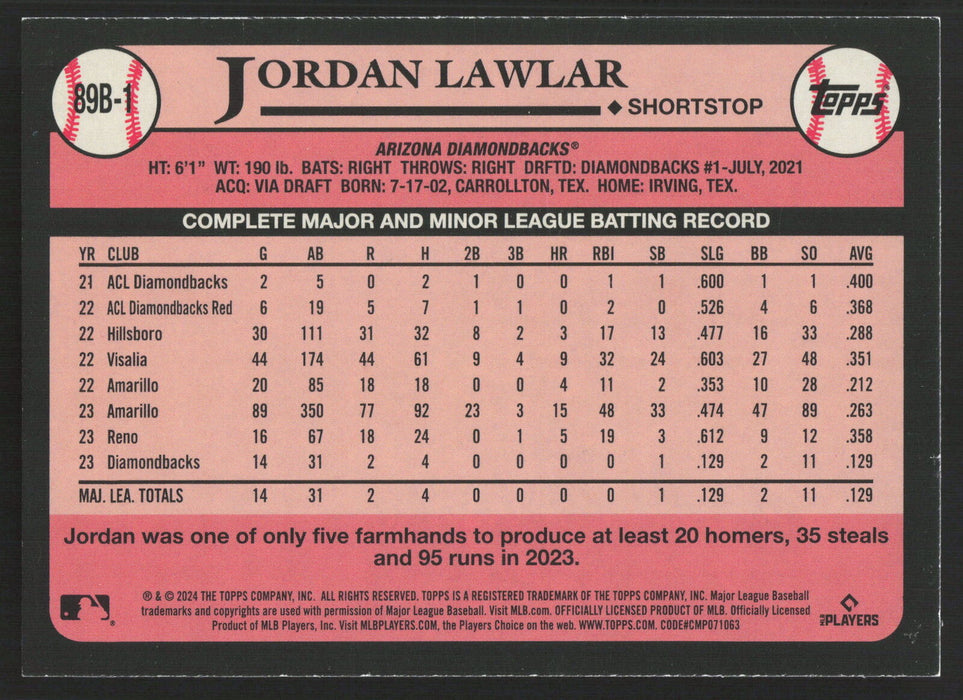 89B-1
JORDAN LAWLAR
◆ SHORTSTOP
TOPPS®
ARIZONA DIAMONDBACKS®
HT: 6'1" WT: 190 lb. BATS: RIGHT THROWS: RIGHT DRFTD: DIAMONDBACKS #1-JULY, 2021
ACQ: VIA DRAFT BORN: 7-17-02, CARROLLTON, TEX. HOME: IRVING, TEX.
COMPLETE MAJOR AND MINOR LEAGUE BATTING RECORD
YR CLUB G AB R H 2B 3B HR RBI SB SLG BB SO AVG
21 ACL Diamondbacks 2 5 0 2 1 0 0 1 1 .600 1 1 .400
22 ACL Diamondbacks Red 6 19 5 7 1 1 0 2 0 .526 4 6 .368
22 Hillsboro 30 111 31 32 8 2 3 17 13 .477 16 33 .288
22 Visalia 44 174 44 61 9 4 9 32 24 .603 27 48 .351
22 Amarillo 20 85 18 18 0 0 4 11 2 .353 10 28 .212
23 Amarillo 89 350 77 92 23 3 15 48 33 .474 47 89 .263
23 Reno 16 67 18 24 0 1 5 19 3 .612 9 12 .358
23 Diamondbacks 14 31 2 4 0 0 0 0 1 .129 2 11 .129
MAJ. LEA. TOTALS 14 31 2 4 0 0 0 0 1 .129 2 11 .129
Jordan was one of only five farmhands to produce at least 20 homers, 35 steals
and 95 runs in 2023.
® & © 2024 THE TOPPS COMPANY, INC. ALL RIGHTS RESERVED. TOPPS IS A REGISTERED TRADEMARK OF THE TOPPS COMPANY, INC. Major League Baseball
trademarks and copyrights are used with permission of Major League Baseball. Visit MLB.com. OFFICIALLY LICENSED PRODUCT OF MLB. Officially Licensed
Product of MLB Players, Inc. Visit MLBPLAYERS.COM, the Players Choice on the web. WWW.TOPPS.COM. CODE#CMP071063
MLB PLAYERS